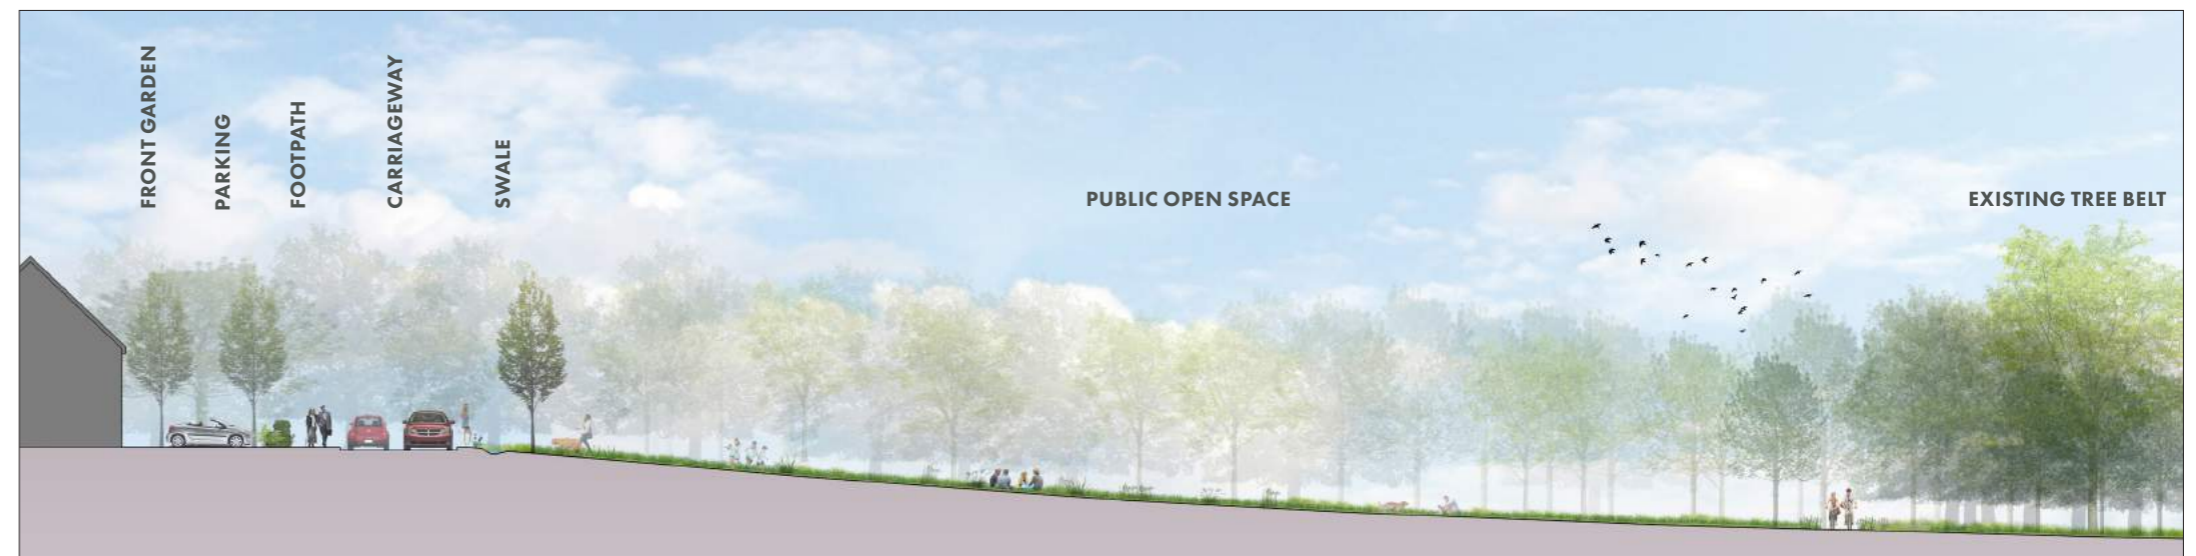 FRONT GARDEN
PARKING
FOOTPATH
CARRIAGEWAY
SWALE
PUBLIC OPEN SPACE
EXISTING TREE BELT